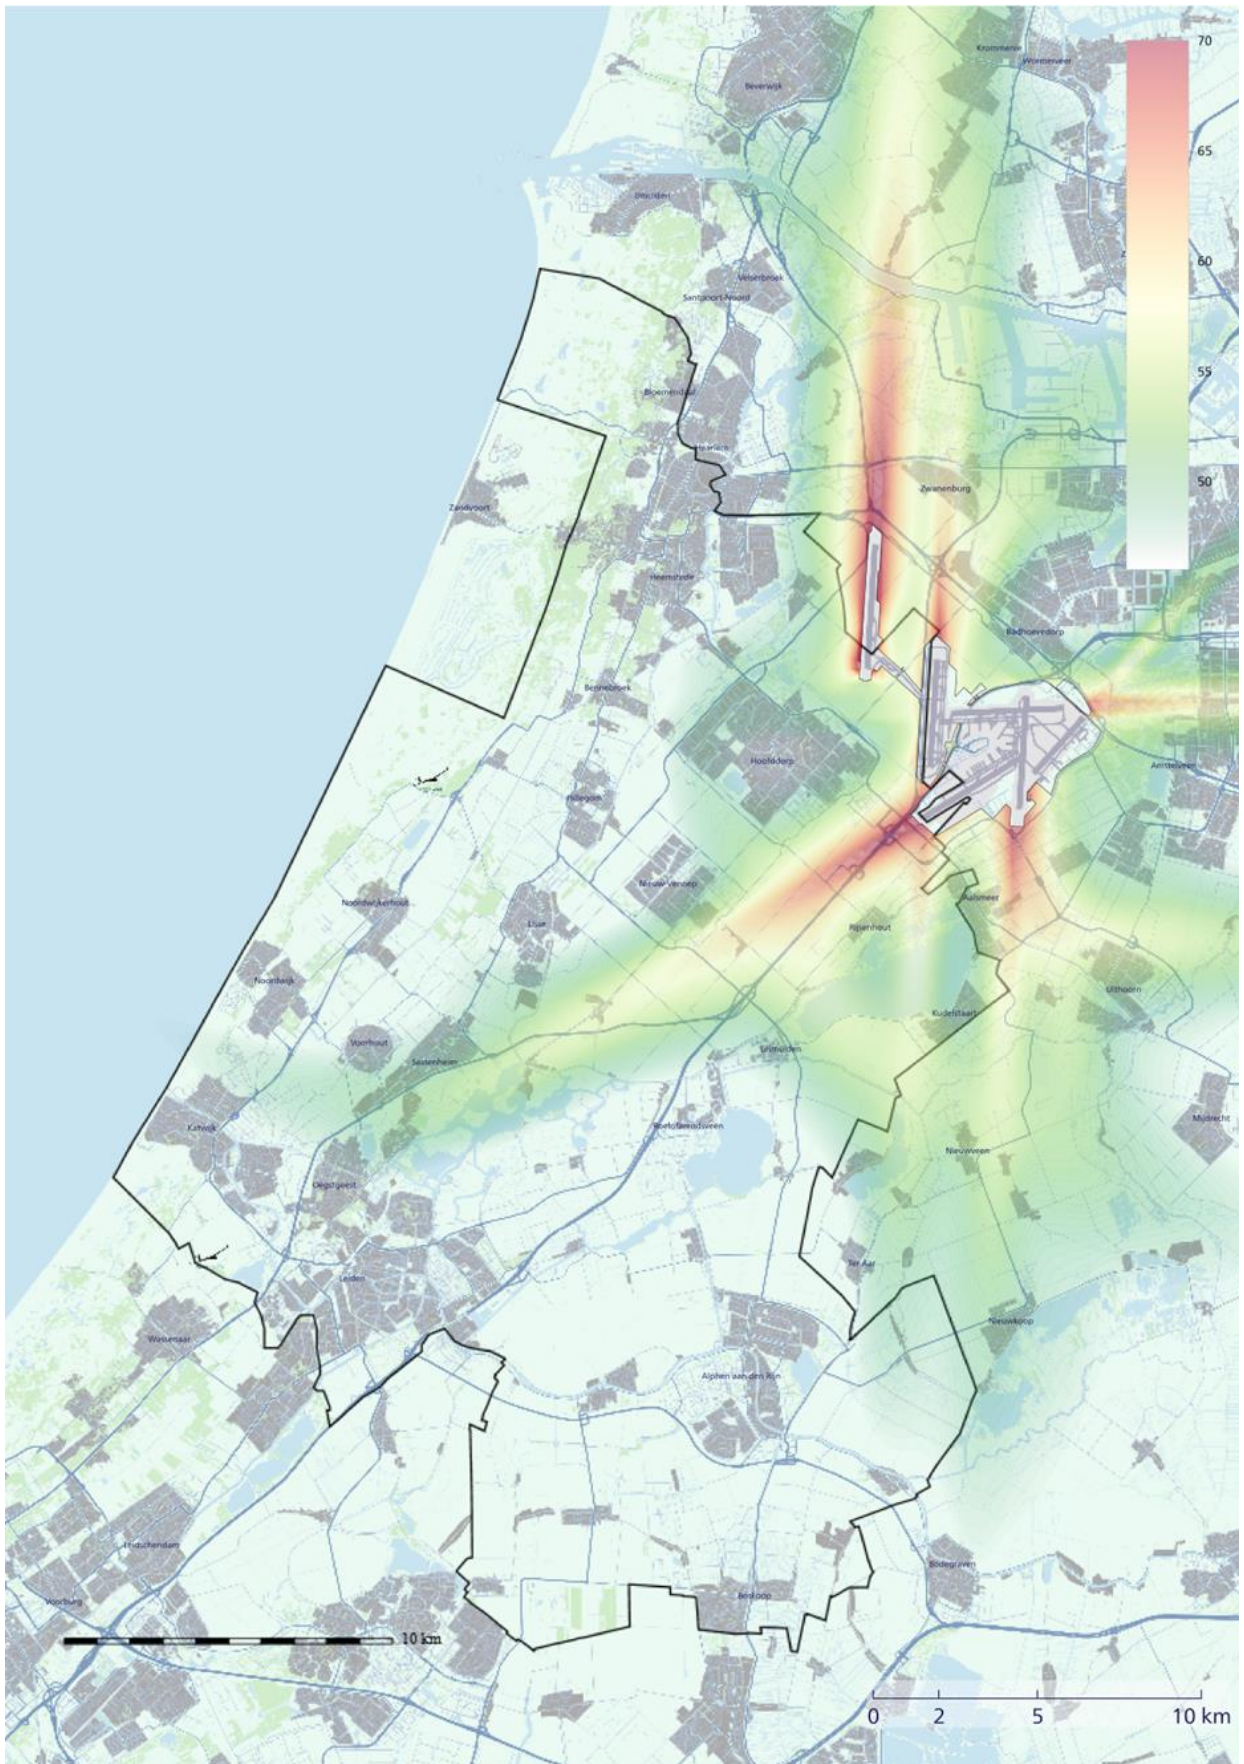 Krommenie
Wormerveer
70
Beverwijk
65
IJmuiden
60
Velserbroek
Santpoort-Noord
55
Bloemendaal
Haarlem
50
Zwanenburg
Zandvoort
Heemstede
Badhoevedorp
Bennebroek
Hoofddorp
Amstelveen
Hillegom
Nieuw-Vennep
Aalsmeer
Noordwijkerhout
Lisse
Rijsenhout
Noordwijk
Uithoorn
Kudelstaart
Voorhout
Sassenheim
Leimuiden
Katwijk
Roelofarendsveen
Mijdrecht
Nieuwveen
Oegstgeest
Ter Aar
Leiden
Nieuwkoop
Wassenaar
Alphen aan den Rijn
Leidschendam
Bodegraven
Voorburg
Boskoop
10 km
0 2 5 10 km